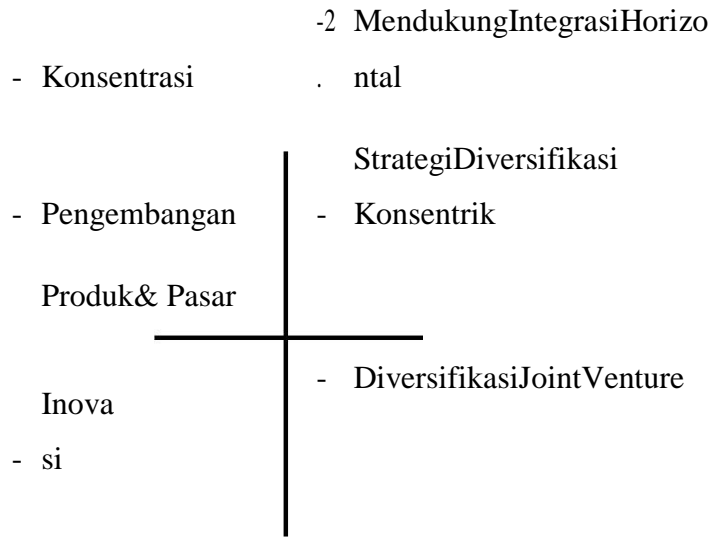 - Konsentrasi
- Pengembangan
Produk& Pasar
Inova
- si
-2 MendukungIntegrasiHorizo
. ntal
StrategiDiversifikasi
- Konsentrik
- DiversifikasiJointVenture